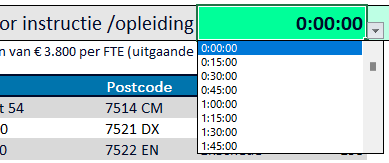 or instructie /opleiding 0:00:00
n van € 3.800 per FTE (uitgaande
0:00:00
0:15:00
0:30:00
0:45:00
1:00:00
1:15:00
1:30:00
1:45:00
Postcode
t 54 7514 CM
0 7521 DX
0 7522 EN